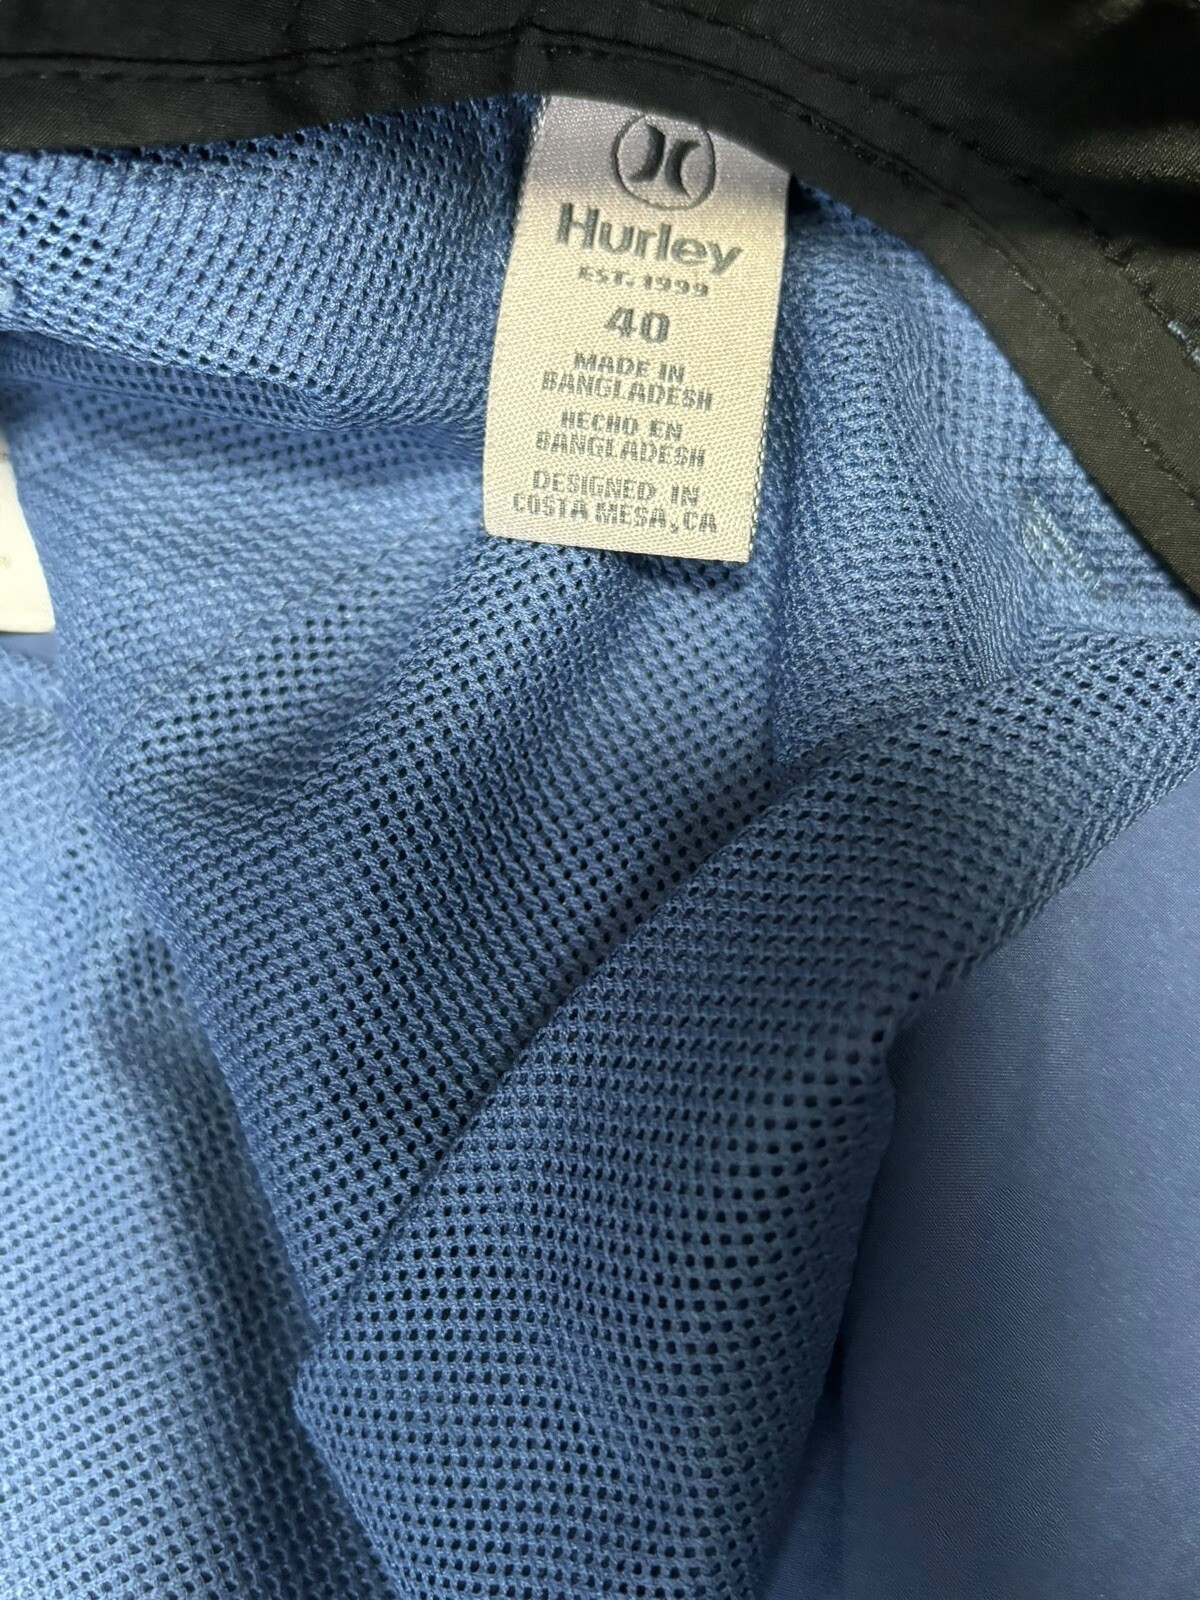 Hurley
EST. 1999
40
MADE IN
BANGLADESH
HECHO EN
BANGLADESH
DESIGNED IN
COSTA MESA, CA